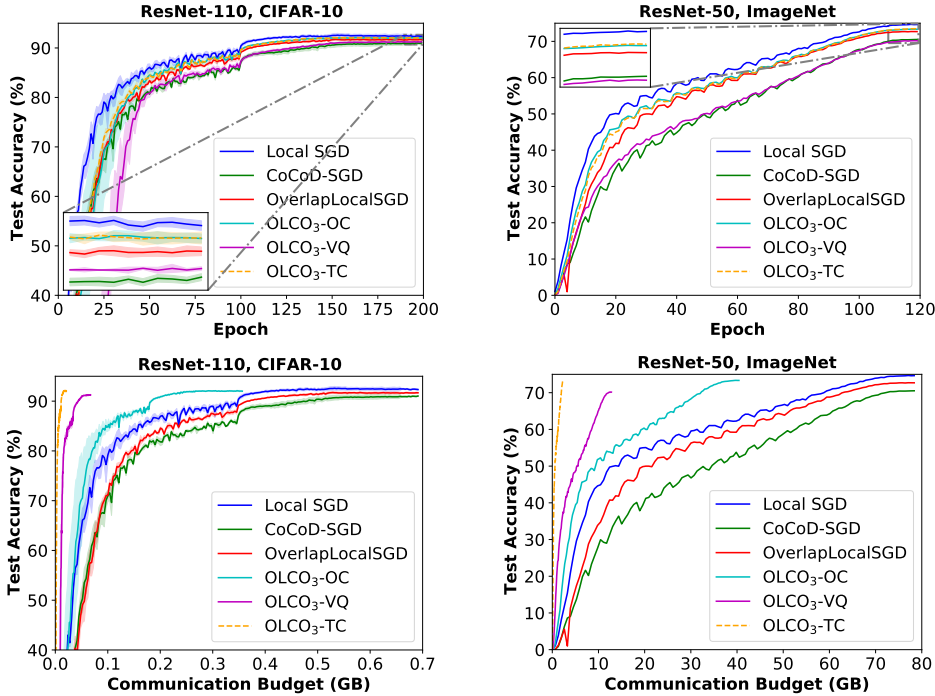 ResNet-110, CIFAR-10
Test Accuracy (%)
90
80
70
60
50
40
0
25
50
75
100
125
150
175
200
Epoch
Local SGD
CoCoD-SGD
OverlapLocalSGD
OLCO₃-OC
OLCO₃-VQ
OLCO₃-TC
ResNet-50, ImageNet
Test Accuracy (%)
70
60
50
40
30
20
10
0
0
20
40
60
80
100
120
Epoch
Local SGD
CoCoD-SGD
OverlapLocalSGD
OLCO₃-OC
OLCO₃-VQ
OLCO₃-TC
ResNet-110, CIFAR-10
Test Accuracy (%)
90
80
70
60
50
40
0.0
0.1
0.2
0.3
0.4
0.5
0.6
0.7
Communication Budget (GB)
Local SGD
CoCoD-SGD
OverlapLocalSGD
OLCO₃-OC
OLCO₃-VQ
OLCO₃-TC
ResNet-50, ImageNet
Test Accuracy (%)
70
60
50
40
30
20
10
0
0
10
20
30
40
50
60
70
80
Communication Budget (GB)
Local SGD
CoCoD-SGD
OverlapLocalSGD
OLCO₃-OC
OLCO₃-VQ
OLCO₃-TC